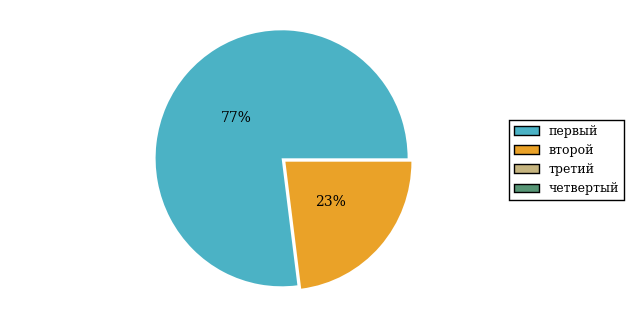 77%
23%
первый
второй
третий
четвертый